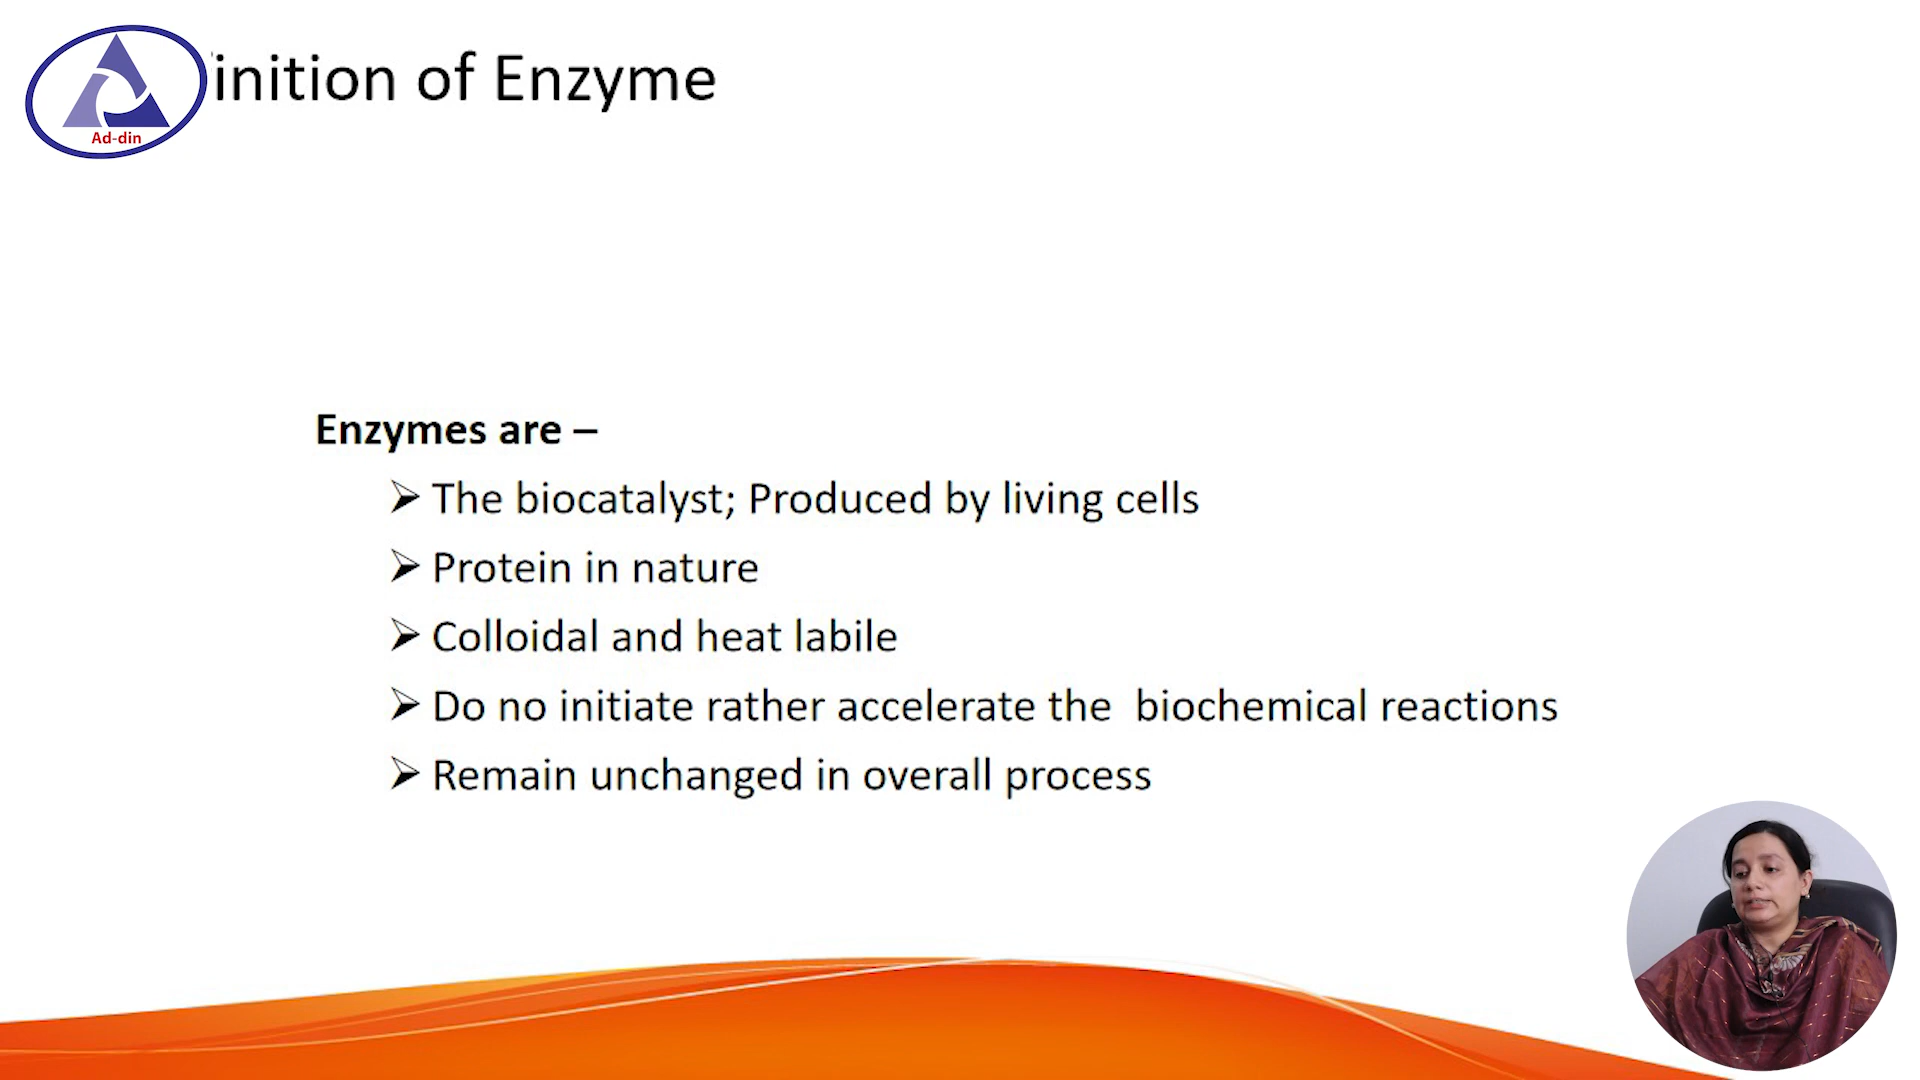 Ad-din
inition of Enzyme
Enzymes are –
➢ The biocatalyst; Produced by living cells
➢ Protein in nature
➢ Colloidal and heat labile
➢ Do no initiate rather accelerate the  biochemical reactions
➢ Remain unchanged in overall process